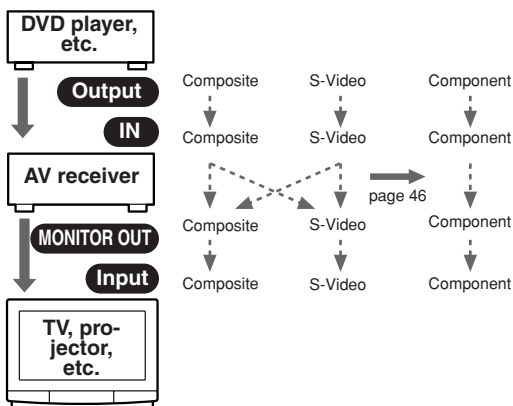 DVD player,
etc.
Output
Composite S-Video Component
IN
Composite S-Video Component
AV receiver
page 46
MONITOR OUT
Composite S-Video Component
Input
Composite S-Video Component
TV, pro-
jector,
etc.